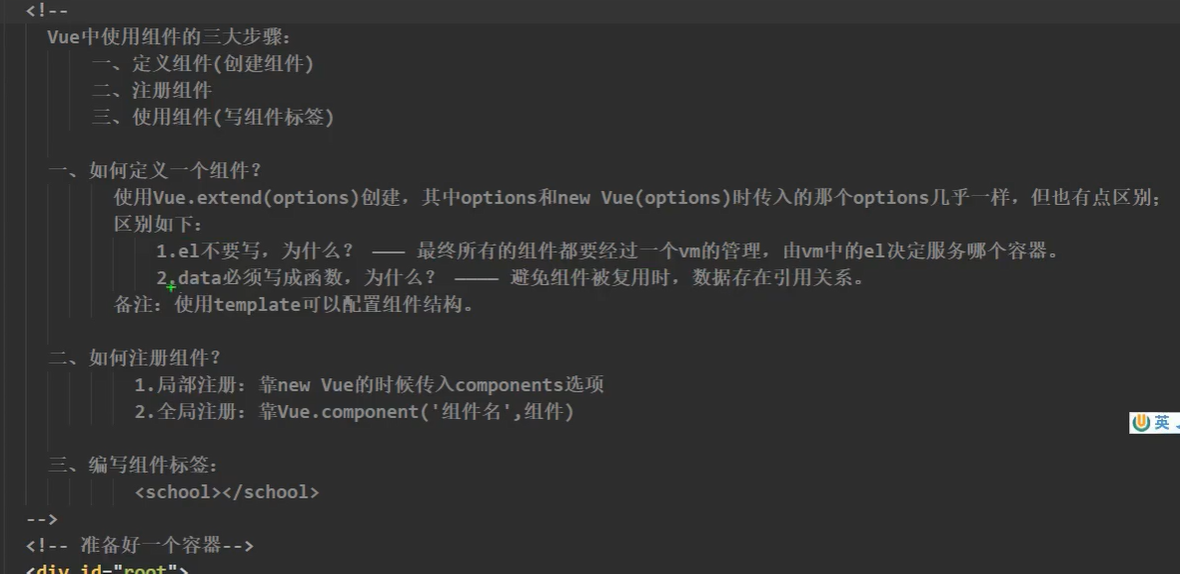 <!--
Vue中使用组件的三大步骤:
一、定义组件(创建组件)
二、注册组件
三、使用组件(写组件标签)
一、如何定义一个组件?
使用Vue.extend(options)创建，其中options和new Vue(options)时传入的那个options几乎一样，但也有点区别;
区别如下:
1.el不要写，为什么? ——— 最终所有的组件都要经过一个vm的管理，由vm中的el决定服务哪个容器。
2.data必须写成函数，为什么? ———— 避免组件被复用时，数据存在引用关系。
备注: 使用template可以配置组件结构。
二、如何注册组件?
1.局部注册: 靠new Vue的时候传入components选项
2.全局注册: 靠Vue.component('组件名',组件)
英
三、编写组件标签:
<school></school>
-->
<!-- 准备好一个容器-->
<div id="root">